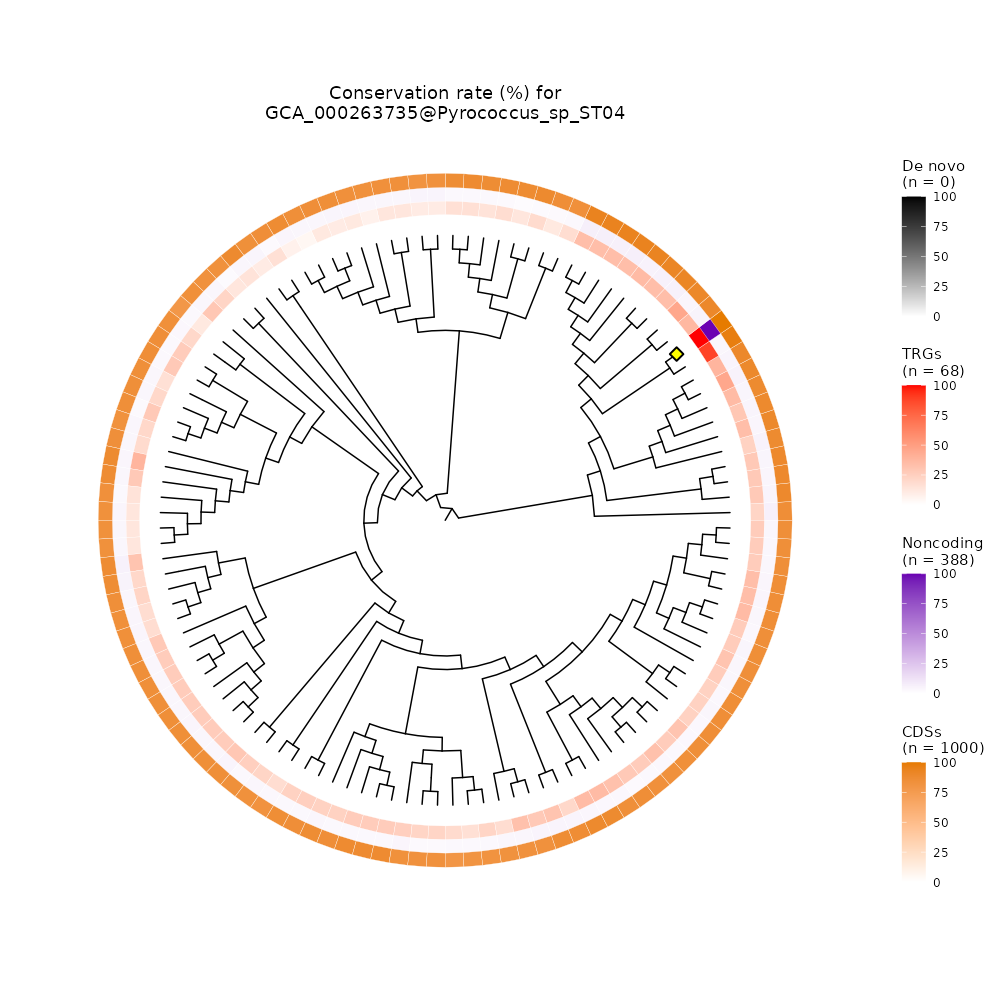 Conservation rate (%) for
GCA_000263735@Pyrococcus_sp_ST04
De novo
(n = 0)
100
75
50
25
0
TRGs
(n = 68)
100
75
50
25
0
Noncoding
(n = 388)
100
75
50
25
0
CDSs
(n = 1000)
100
75
50
25
0